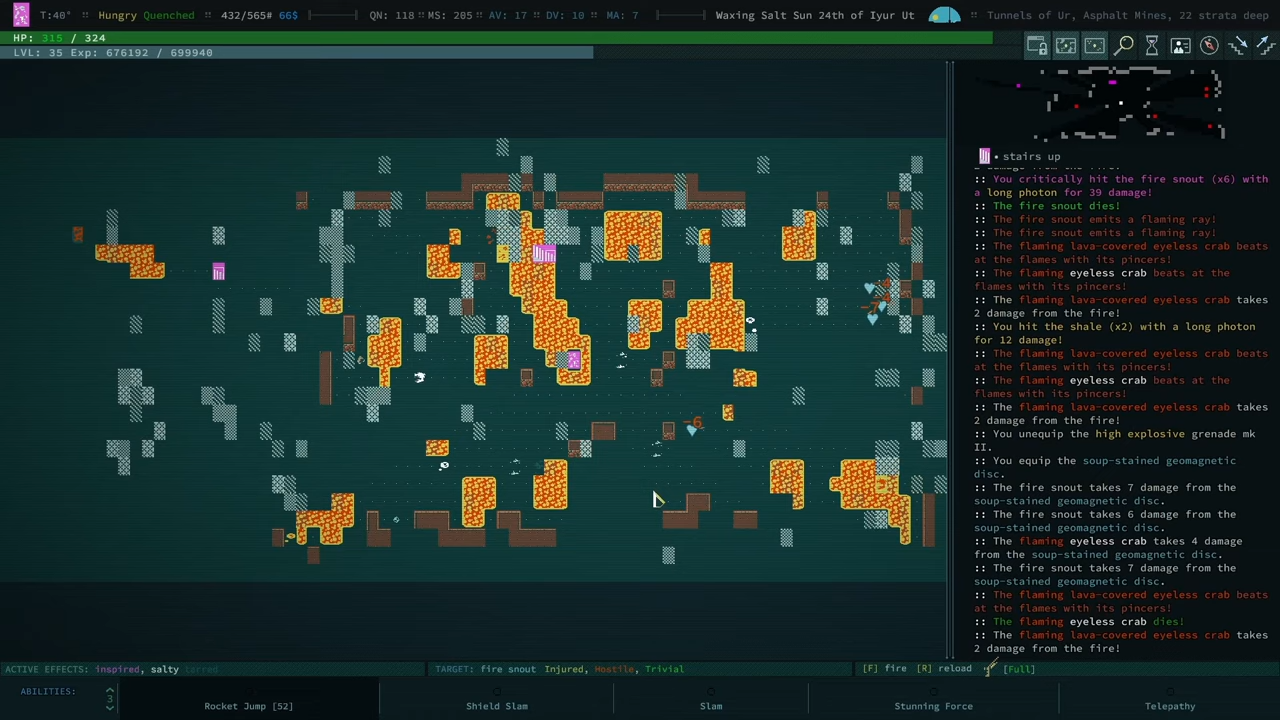 T:40° :: Hungry Quenched :: 432/565# 66$ QN: 118 :: MS: 205 :: AV: 17 :: DV: 10 :: MA: 7 Waxing Salt Sun 24th of Iyur Ut :: Tunnels of Ur, Asphalt Mines, 22 strata deep
HP: 315 / 324
LVL: 35 Exp: 676192 / 699940
• stairs up
damage from the fire!
:: You critically hit the fire snout (x6) with
a long photon for 39 damage!
:: The fire snout dies!
:: The fire snout emits a flaming ray!
:: The fire snout emits a flaming ray!
:: The flaming lava-covered eyeless crab beats
at the flames with its pincers!
:: The flaming eyeless crab beats at the
flames with its pincers!
:: The flaming lava-covered eyeless crab takes
2 damage from the fire!
:: You hit the shale (x2) with a long photon
for 12 damage!
:: The flaming lava-covered eyeless crab beats
at the flames with its pincers!
:: The flaming eyeless crab beats at the
flames with its pincers!
:: The flaming lava-covered eyeless crab takes
2 damage from the fire!
:: You unequip the high explosive grenade mk
II.
:: You equip the soup-stained geomagnetic
disc.
:: The fire snout takes 7 damage from the
soup-stained geomagnetic disc.
:: The fire snout takes 6 damage from the
soup-stained geomagnetic disc.
:: The flaming eyeless crab takes 4 damage
from the soup-stained geomagnetic disc.
:: The fire snout takes 7 damage from the
soup-stained geomagnetic disc.
:: The flaming lava-covered eyeless crab beats
at the flames with its pincers!
:: The flaming eyeless crab dies!
:: The flaming lava-covered eyeless crab takes
2 damage from the fire!
-6
ACTIVE EFFECTS: inspired, salty tarred
TARGET: fire snout Injured, Hostile, Trivial
[F] fire [R] reload [Full]
ABILITIES: 3
Rocket Jump [52] Shield Slam Slam Stunning Force Telepathy